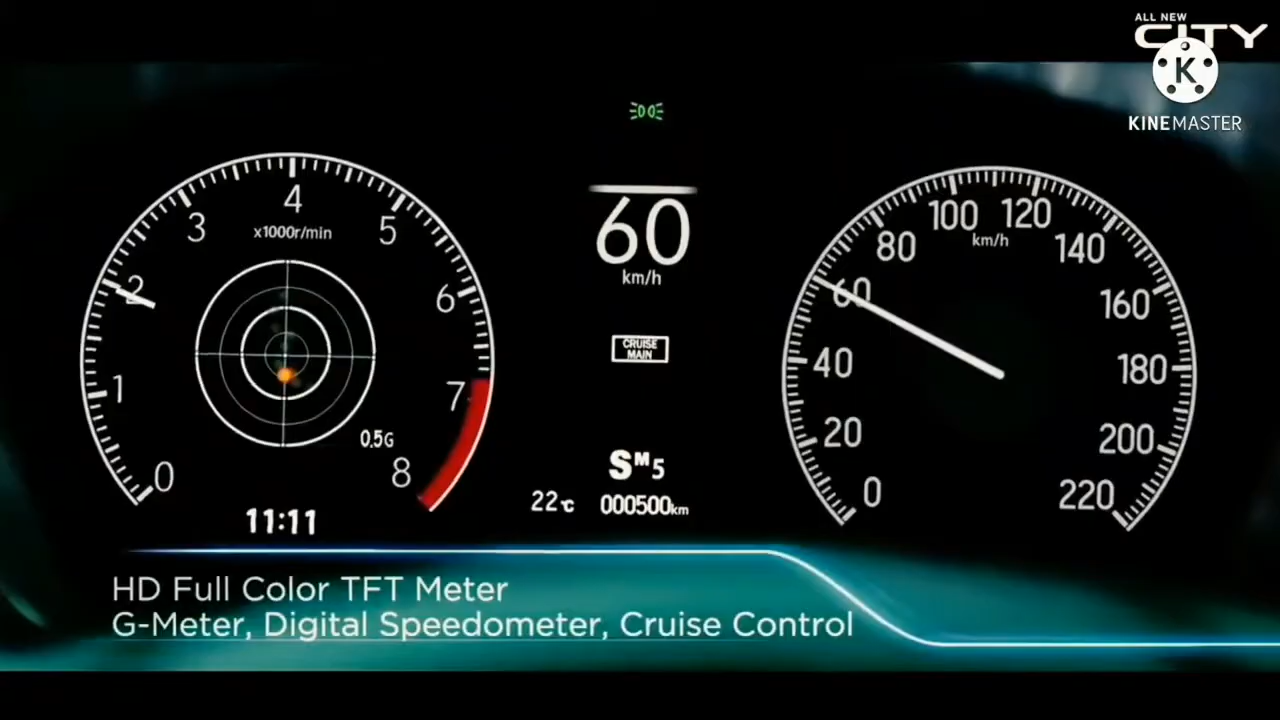 ALL NEW
CITY
K
KINEMASTER
4
3
5
x1000r/min
2
6
1
7
0.5G
0
8
11:11
60
km/h
CRUISE
MAIN
SM5
22°C
000500km
100
120
80
km/h
140
60
160
40
180
20
200
0
220
HD Full Color TFT Meter
G-Meter, Digital Speedometer, Cruise Control